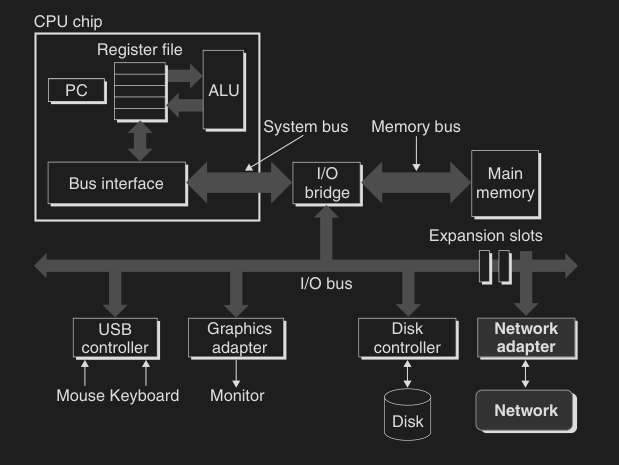 CPU chip
Register file
PC
ALU
System bus
Memory bus
Bus interface
I/O
bridge
Main
memory
Expansion slots
I/O bus
USB
controller
Graphics
adapter
Disk
controller
Network
adapter
Mouse Keyboard
Monitor
Disk
Network